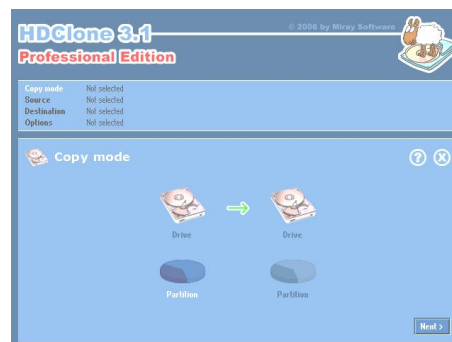 HDClone 3.1
© 2006 by Miray Software
Professional Edition
Copy mode Not selected
Source Not selected
Destination Not selected
Options Not selected
Copy mode
? X
Drive Drive
Partition Partition
Next >